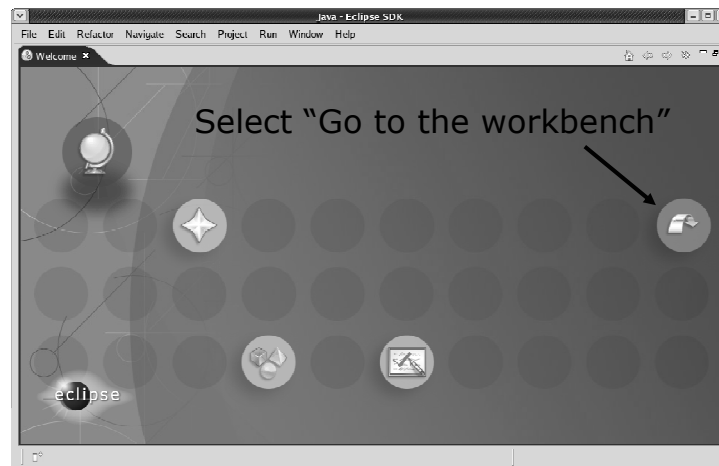 Java - Eclipse SDK
File Edit Refactor Navigate Search Project Run Window Help
Welcome
Select “Go to the workbench”
eclipse